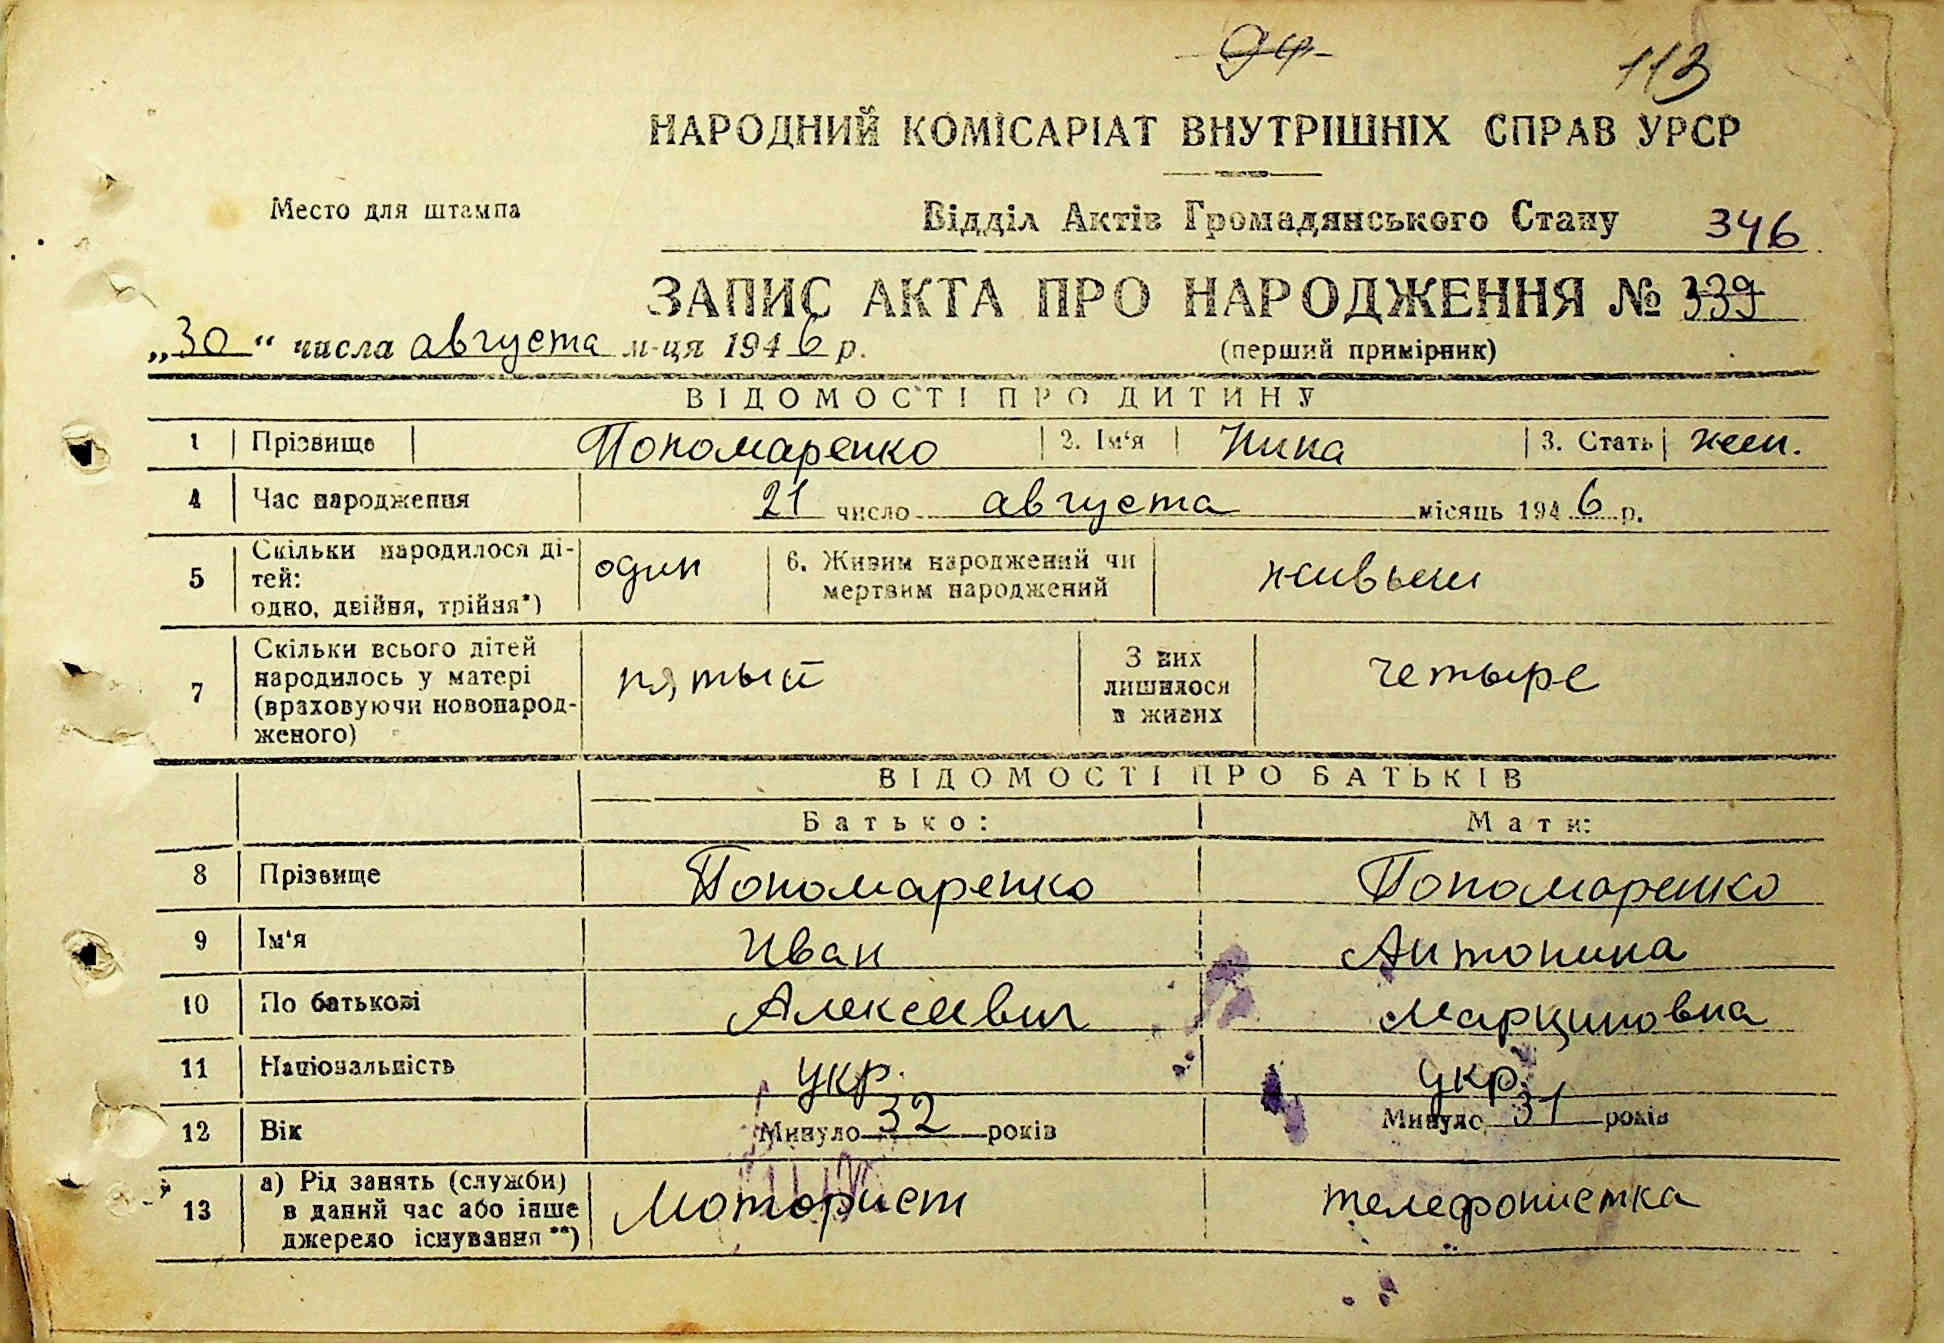 113
НАРОДНИЙ КОМІСАРІАТ ВНУТРІШНІХ СПРАВ УРСР
Место для штампа
Відділ Актів Громадянського Стану 346
ЗАПИС АКТА ПРО НАРОДЖЕННЯ № 339
„30“ числа августа м-ця 1946 р.
(перший примірник)
ВІДОМОСТІ ПРО ДИТИНУ
1 Прізвище Пономаренко 2. Ім‘я Нина 3. Стать жен.
4 Час народження 21 число августа місяць 1946 р.
5 Скільки народилося ді-
тей:
одно, двійня, трійня*)
один
6. Живим народжений чи
мертвим народжений
живым
7 Скільки всього дітей
народилось у матері
(враховуючи новонарод-
женого)
пятый
З них
лишилося
в живих
четыре
ВІДОМОСТІ ПРО БАТЬКІВ
Батько: Мати:
8 Прізвище Пономаренко Пономаренко
9 Ім‘я Иван Антонина
10 По батькові Алексеевич Марциновна
11 Національність укр. укр.
12 Вік Минуло 32 років Минуло 31 років
13 а) Рід занять (служби)
в даний час або інше
джерело існування**)
Моторист телефонистка